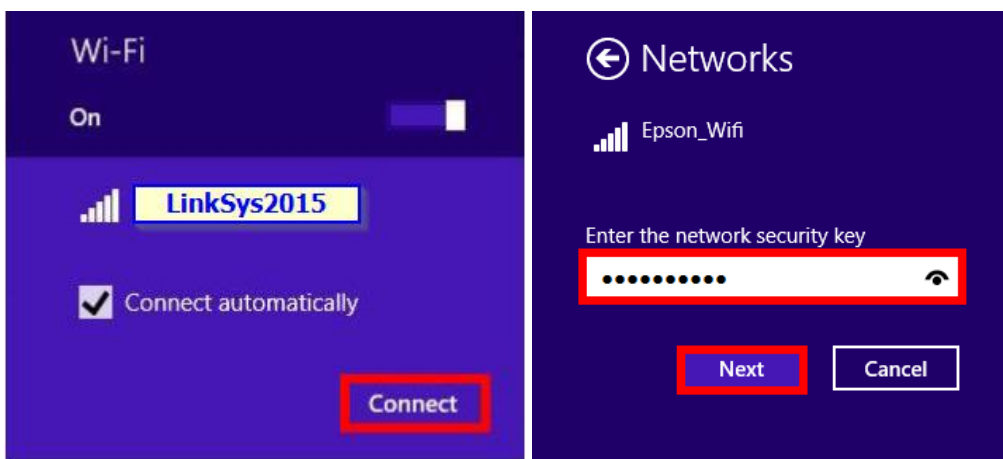 Wi-Fi
On
LinkSys2015
Connect automatically
Connect
Networks
Epson_Wifi
Enter the network security key
••••••••••
Next
Cancel